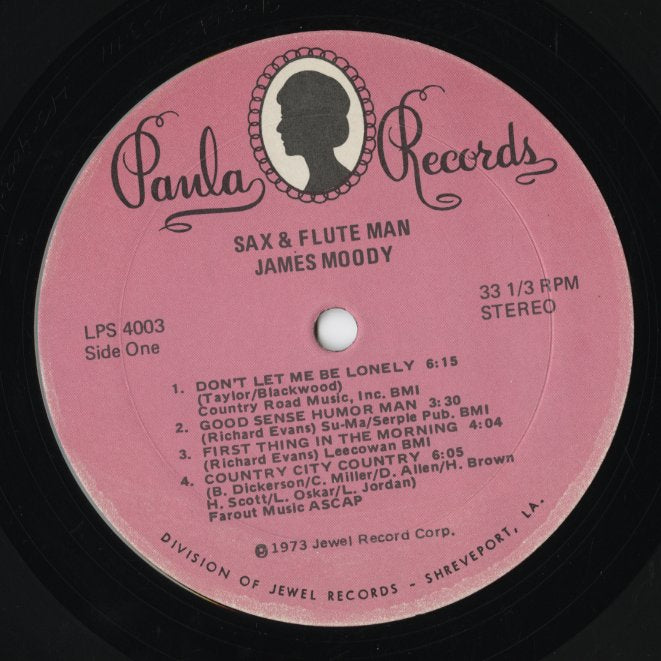 Paula Records
SAX & FLUTE MAN
JAMES MOODY
LPS 4003
Side One
33 1/3 RPM
STEREO
1. DON'T LET ME BE LONELY 6:15
(Taylor/Blackwood)
Country Road Music, Inc. BMI
2. GOOD SENSE HUMOR MAN 3:30
(Richard Evans) Su-Ma/Serpie Pub. BMI
3. FIRST THING IN THE MORNING 4:04
(Richard Evans) Leecowan BMI
4. COUNTRY CITY COUNTRY 6:05
(B. Dickerson/C. Miller/D. Allen/H. Brown
H. Scott/L. Oskar/L. Jordan)
Farout Music ASCAP
℗1973 Jewel Record Corp.
DIVISION OF JEWEL RECORDS - SHREVEPORT, LA.